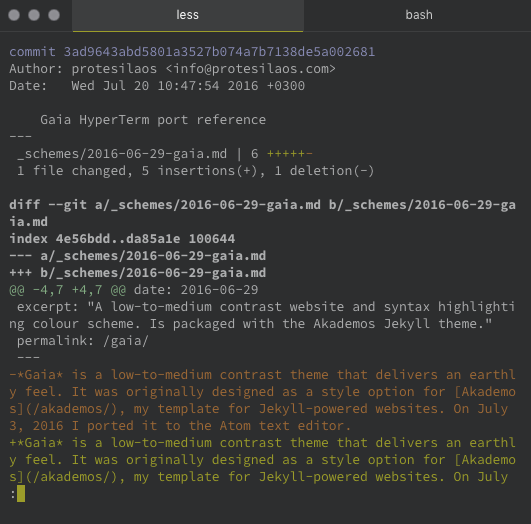 less
bash
commit 3ad9643abd5801a3527b074a7b7138de5a002681
Author: protesilaos <info@protesilaos.com>
Date:   Wed Jul 20 10:47:54 2016 +0300
    Gaia HyperTerm port reference
---
 _schemes/2016-06-29-gaia.md | 6 +++++-
 1 file changed, 5 insertions(+), 1 deletion(-)
diff --git a/_schemes/2016-06-29-gaia.md b/_schemes/2016-06-29-ga
ia.md
index 4e56bdd..da85a1e 100644
--- a/_schemes/2016-06-29-gaia.md
+++ b/_schemes/2016-06-29-gaia.md
@@ -4,7 +4,7 @@ date: 2016-06-29
 excerpt: "A low-to-medium contrast website and syntax highlighti
ng colour scheme. Is packaged with the Akademos Jekyll theme."
 permalink: /gaia/
 ---
-*Gaia* is a low-to-medium contrast theme that delivers an earthl
y feel. It was originally designed as a style option for [Akademo
s](/akademos/), my template for Jekyll-powered websites. On July
3, 2016 I ported it to the Atom text editor.
+*Gaia* is a low-to-medium contrast theme that delivers an earthl
y feel. It was originally designed as a style option for [Akademo
s](/akademos/), my template for Jekyll-powered websites. On July
: